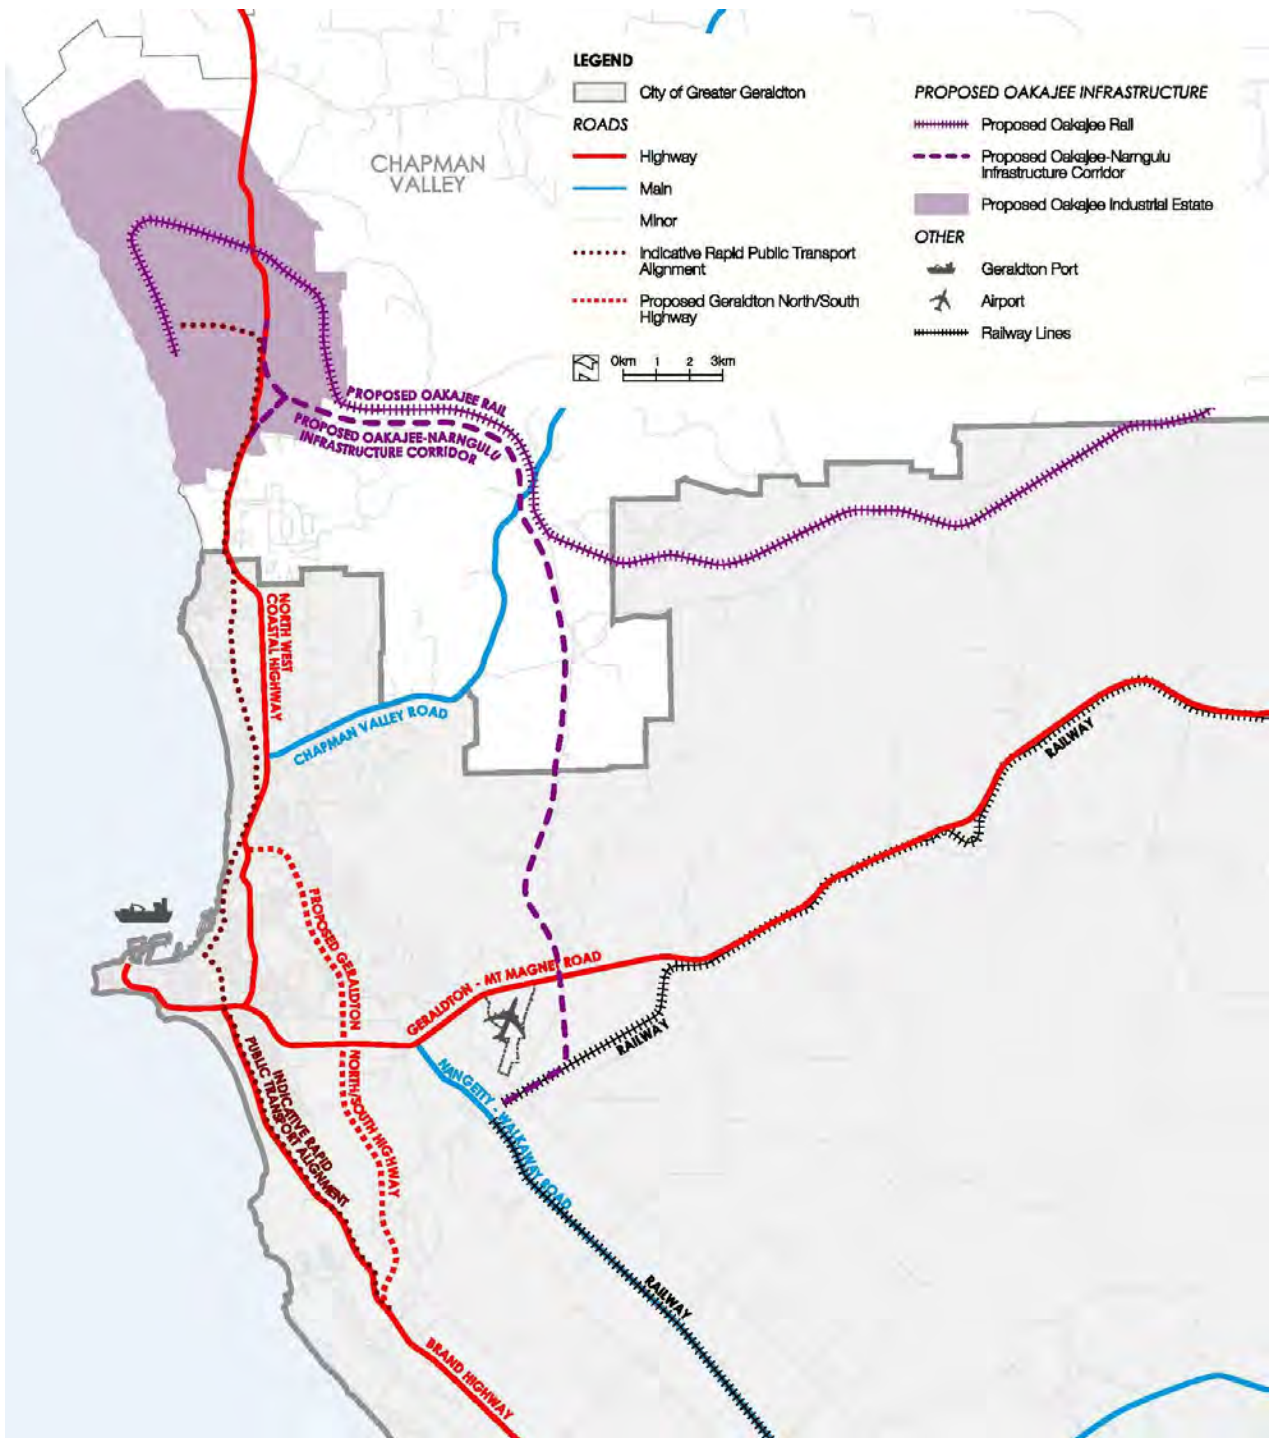 LEGEND
City of Greater Geraldton
ROADS
Highway
Main
Minor
Indicative Rapid Public Transport
Alignment
Proposed Geraldton North/South
Highway
0km 1 2 3km
PROPOSED OAKAJEE INFRASTRUCTURE
Proposed Oakajee Rail
Proposed Oakajee-Narngulu
Infrastructure Corridor
Proposed Oakajee Industrial Estate
OTHER
Geraldton Port
Airport
Railway Lines
CHAPMAN
VALLEY
PROPOSED OAKAJEE RAIL
PROPOSED OAKAJEE-NARNGULU
INFRASTRUCTURE CORRIDOR
NORTH WEST
COASTAL HIGHWAY
CHAPMAN VALLEY ROAD
RAILWAY
PROPOSED GERALDTON NORTH/SOUTH HIGHWAY
GERALDTON - MT MAGNET ROAD
RAILWAY
NANGETTY - WALKAWAY ROAD
INDICATIVE RAPID
PUBLIC TRANSPORT ALIGNMENT
RAILWAY
BRAND HIGHWAY